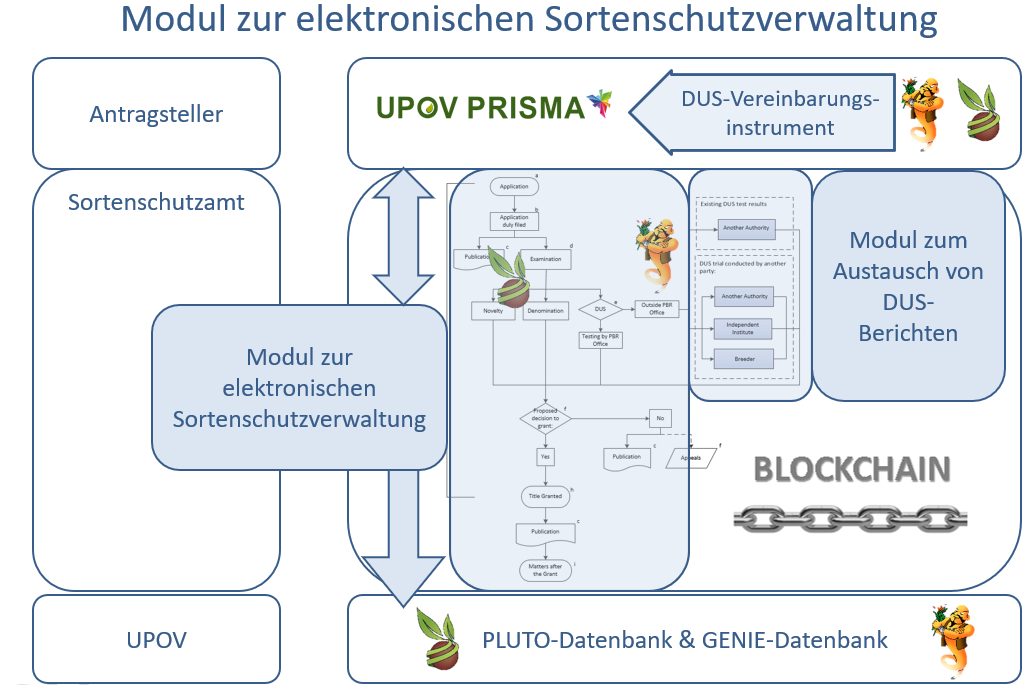 Modul zur elektronischen Sortenschutzverwaltung
Antragsteller
UPOV PRISMA
DUS-Vereinbarungs-
instrument
Sortenschutzamt
Modul zur
elektronischen
Sortenschutzverwaltung
a
Application
b
Application
duly filed
c
Publication
d
Examination
Novelty
Denomination
e
DUS
Outside PBR
Office
Testing by PBR
Office
Existing DUS test results
Another Authority
DUS trial conducted by another
party:
Another Authority
Independent
Institute
Breeder
Modul zum
Austausch von
DUS-
Berichten
f
Proposed
decision to
grant:
No
c
Publication
f
Appeals
Yes
h
Title Granted
c
Publication
i
Matters after
the Grant
BLOCKCHAIN
UPOV
PLUTO-Datenbank & GENIE-Datenbank